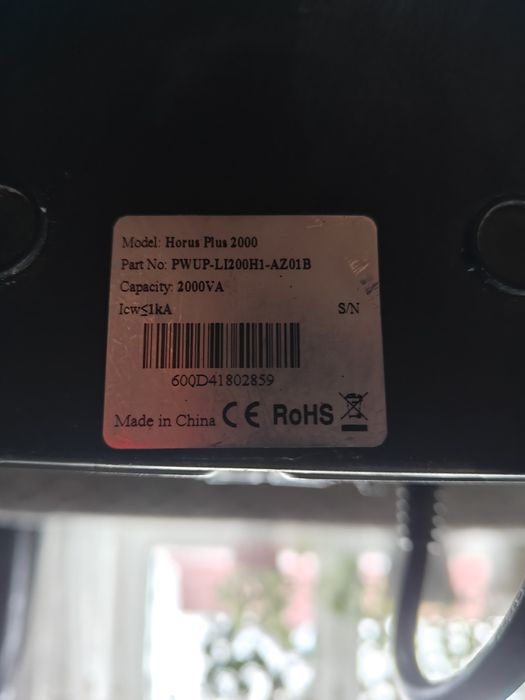 Model: Horus Plus 2000
Part No: PWUP-LI200H1-AZ01B
Capacity: 2000VA
Icw≤1kA S/N
600D41802859
Made in China CE RoHS